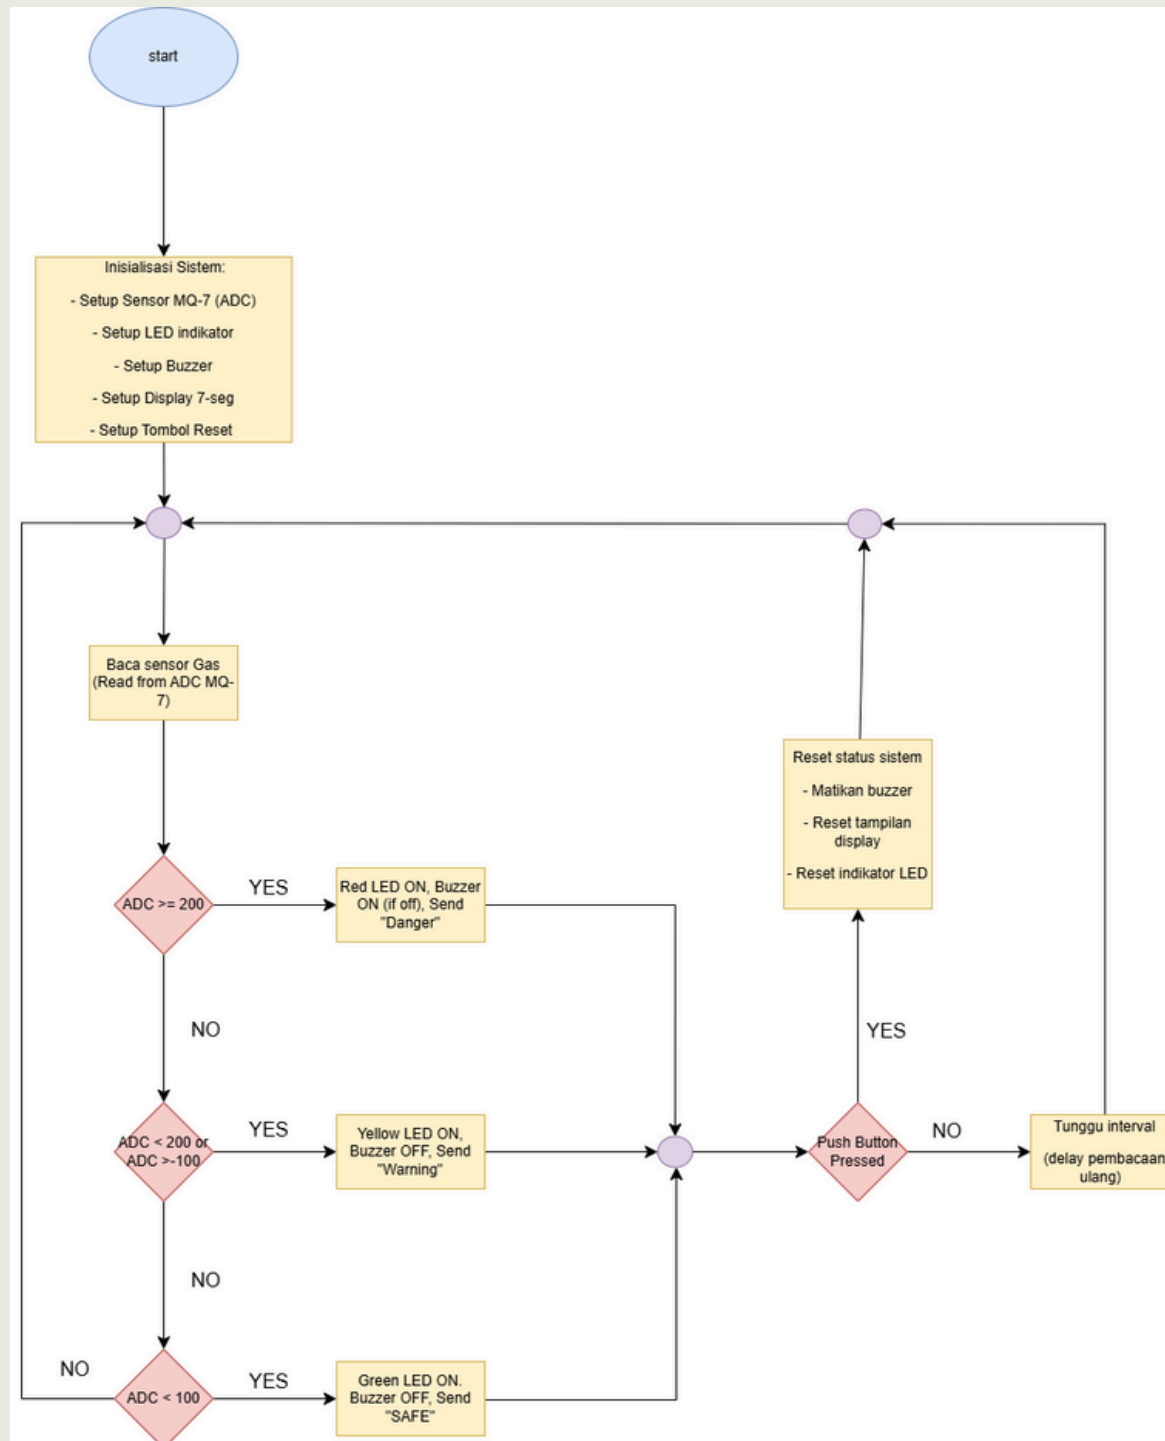 start
Inisialisasi Sistem:
- Setup Sensor MQ-7 (ADC)
- Setup LED indikator
- Setup Buzzer
- Setup Display 7-seg
- Setup Tombol Reset
Baca sensor Gas
(Read from ADC MQ-
7)
ADC >= 200
YES
Red LED ON, Buzzer
ON (if off), Send
"Danger"
NO
ADC < 200 or
ADC >-100
YES
Yellow LED ON,
Buzzer OFF, Send
"Warning"
NO
ADC < 100
NO
YES
Green LED ON.
Buzzer OFF, Send
"SAFE"
Push Button
Pressed
YES
Reset status sistem
- Matikan buzzer
- Reset tampilan
display
- Reset indikator LED
NO
Tunggu interval
(delay pembacaan
ulang)